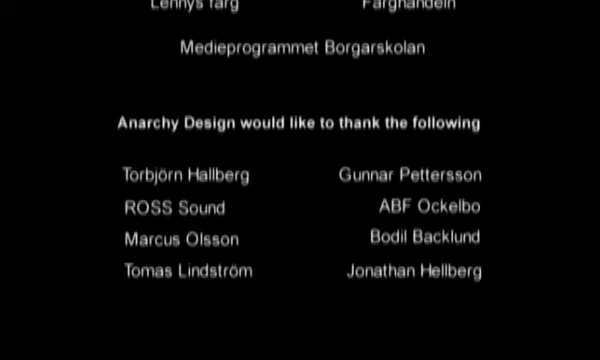 Lennys färg Färghandeln
Medieprogrammet Borgarskolan
Anarchy Design would like to thank the following
Torbjörn Hallberg Gunnar Pettersson
ROSS Sound ABF Ockelbo
Marcus Olsson Bodil Backlund
Tomas Lindström Jonathan Hellberg